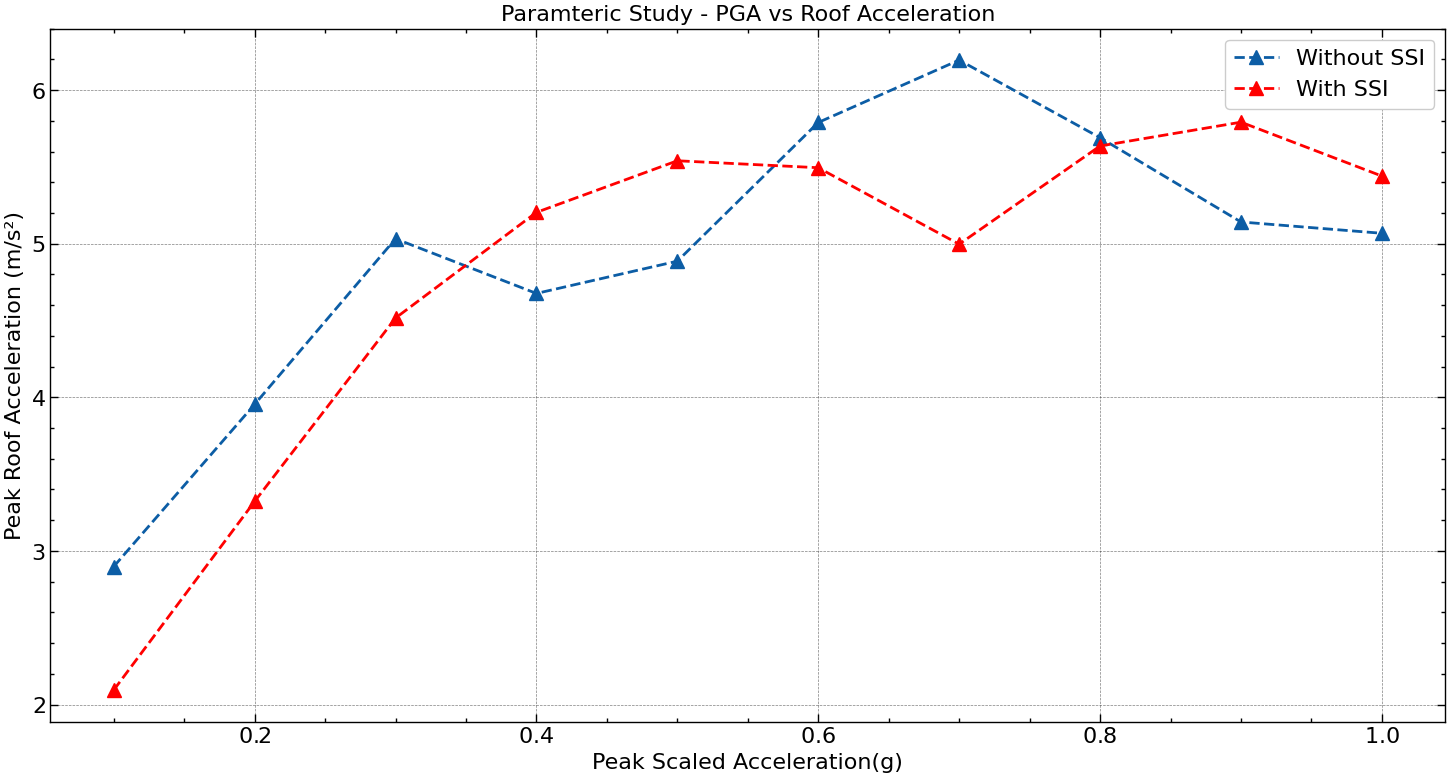 Paramteric Study - PGA vs Roof Acceleration
Without SSI
With SSI
Peak Roof Acceleration (m/s²)
6
5
4
3
2
0.2
0.4
0.6
0.8
1.0
Peak Scaled Acceleration(g)